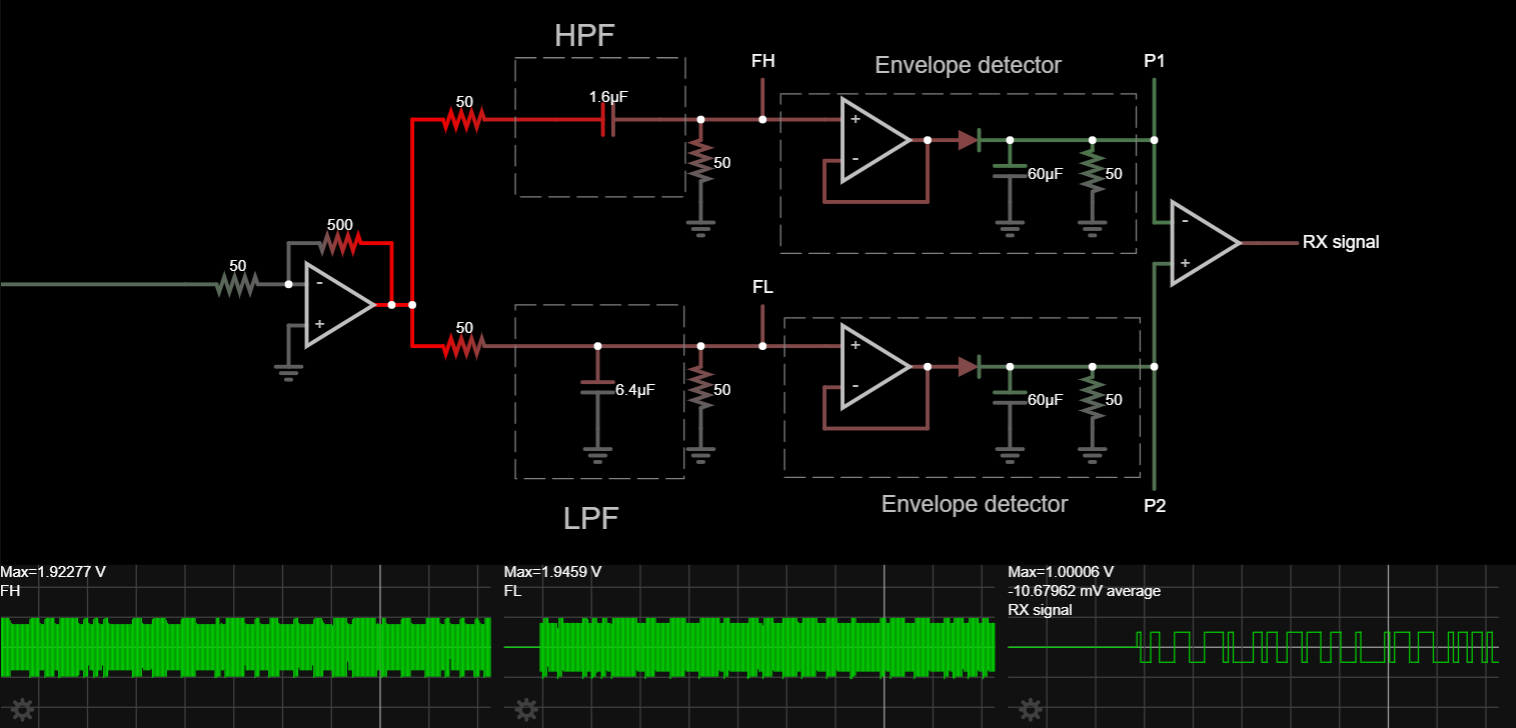 HPF
FH
Envelope detector
P1
50
1.6μF
+
-
50
60μF
50
-
+
RX signal
500
50
-
+
FL
50
+
-
6.4μF
50
60μF
50
LPF
Envelope detector
P2
Max=1.92277 V
FH
Max=1.9459 V
FL
Max=1.00006 V
-10.67962 mV average
RX signal